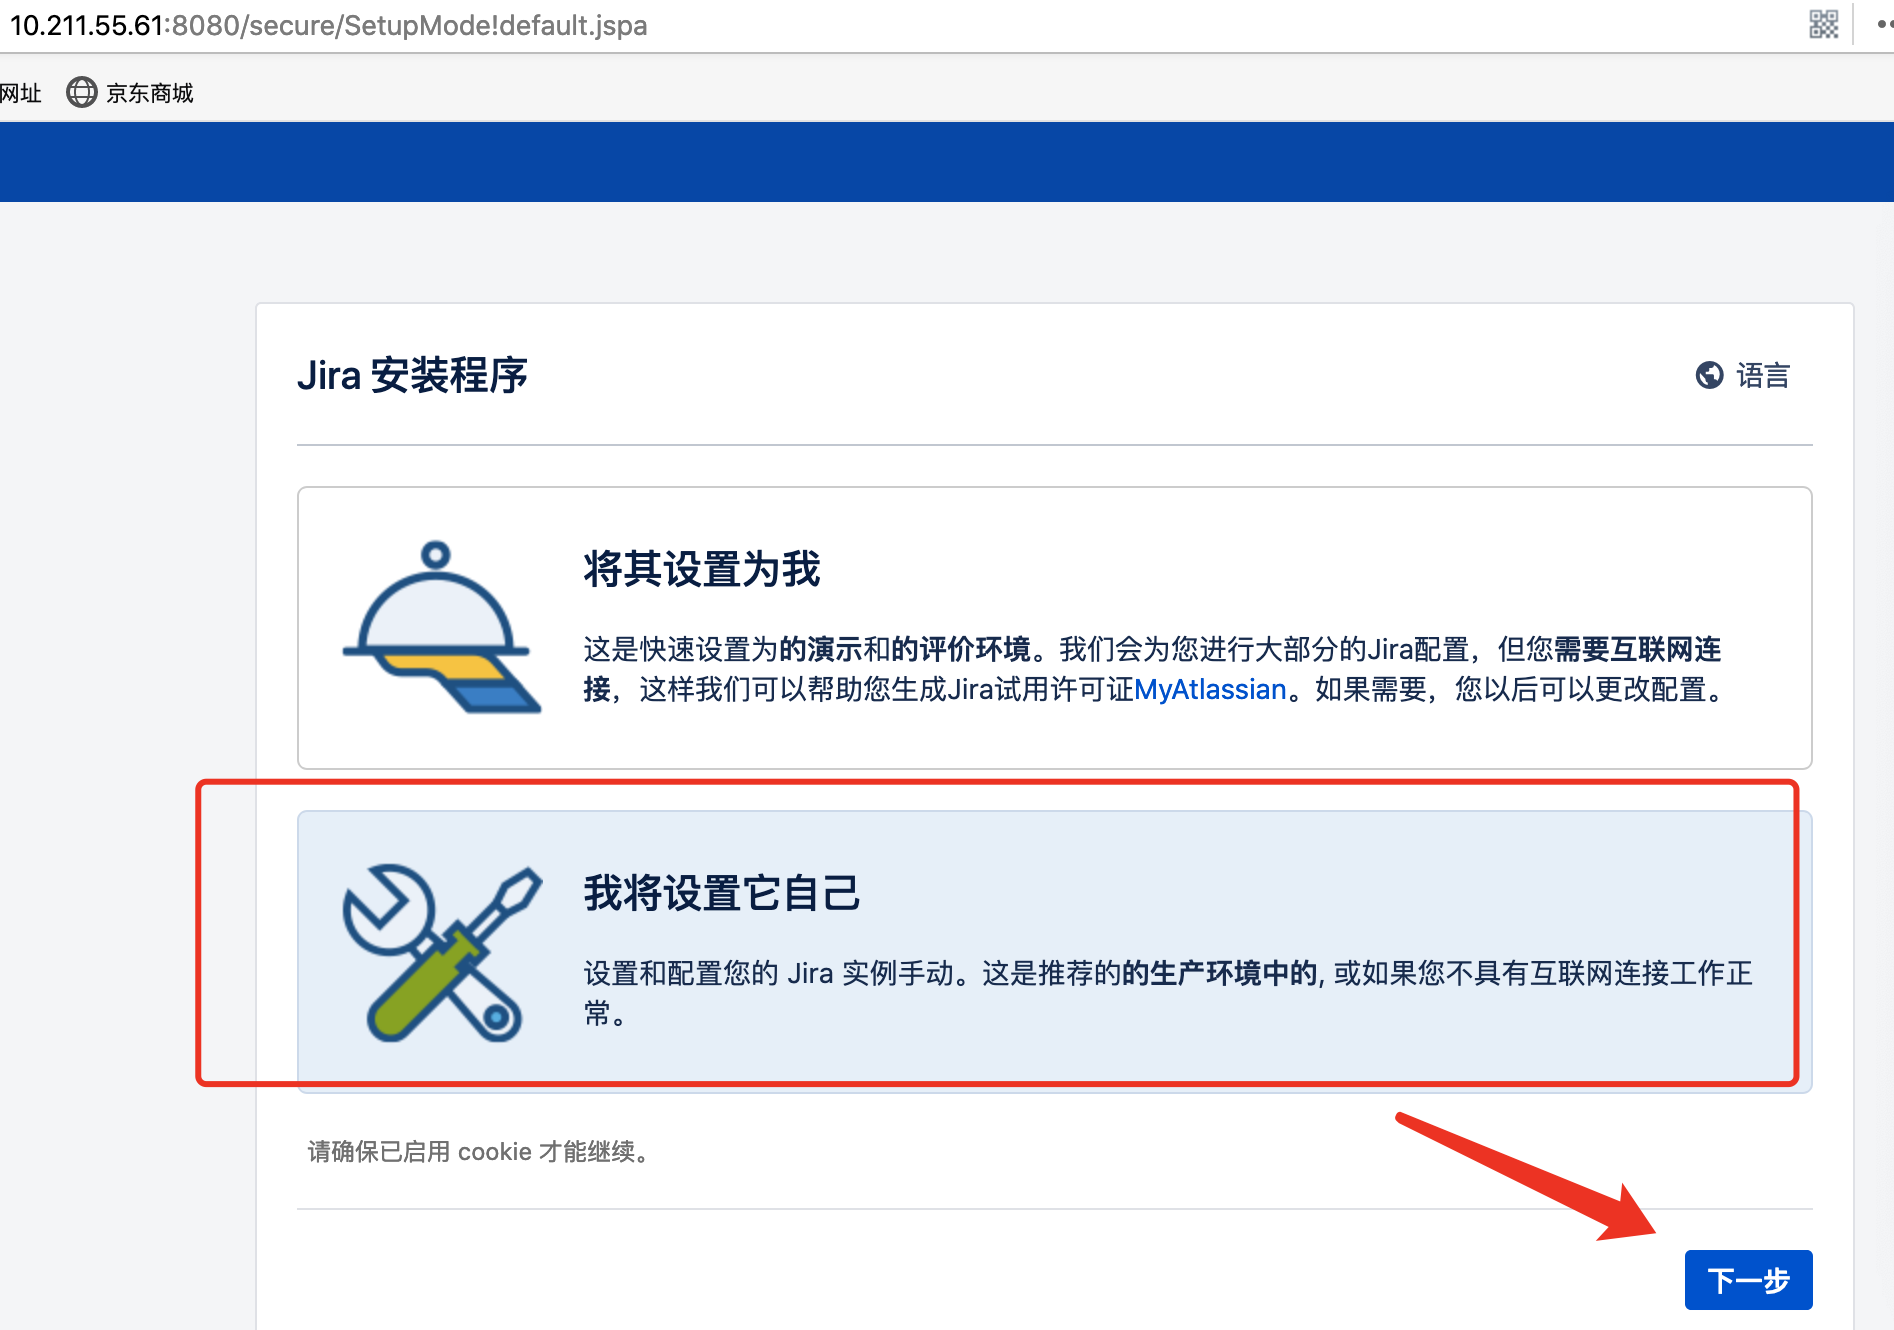 10.211.55.61:8080/secure/SetupMode!default.jspa
网址 京东商城
Jira 安装程序
语言
将其设置为我
这是快速设置为的演示和的评价环境。我们会为您进行大部分的Jira配置，但您需要互联网连
接，这样我们可以帮助您生成Jira试用许可证MyAtlassian。如果需要，您以后可以更改配置。
我将设置它自己
设置和配置您的 Jira 实例手动。这是推荐的的生产环境中的, 或如果您不具有互联网连接工作正
常。
请确保已启用 cookie 才能继续。
下一步